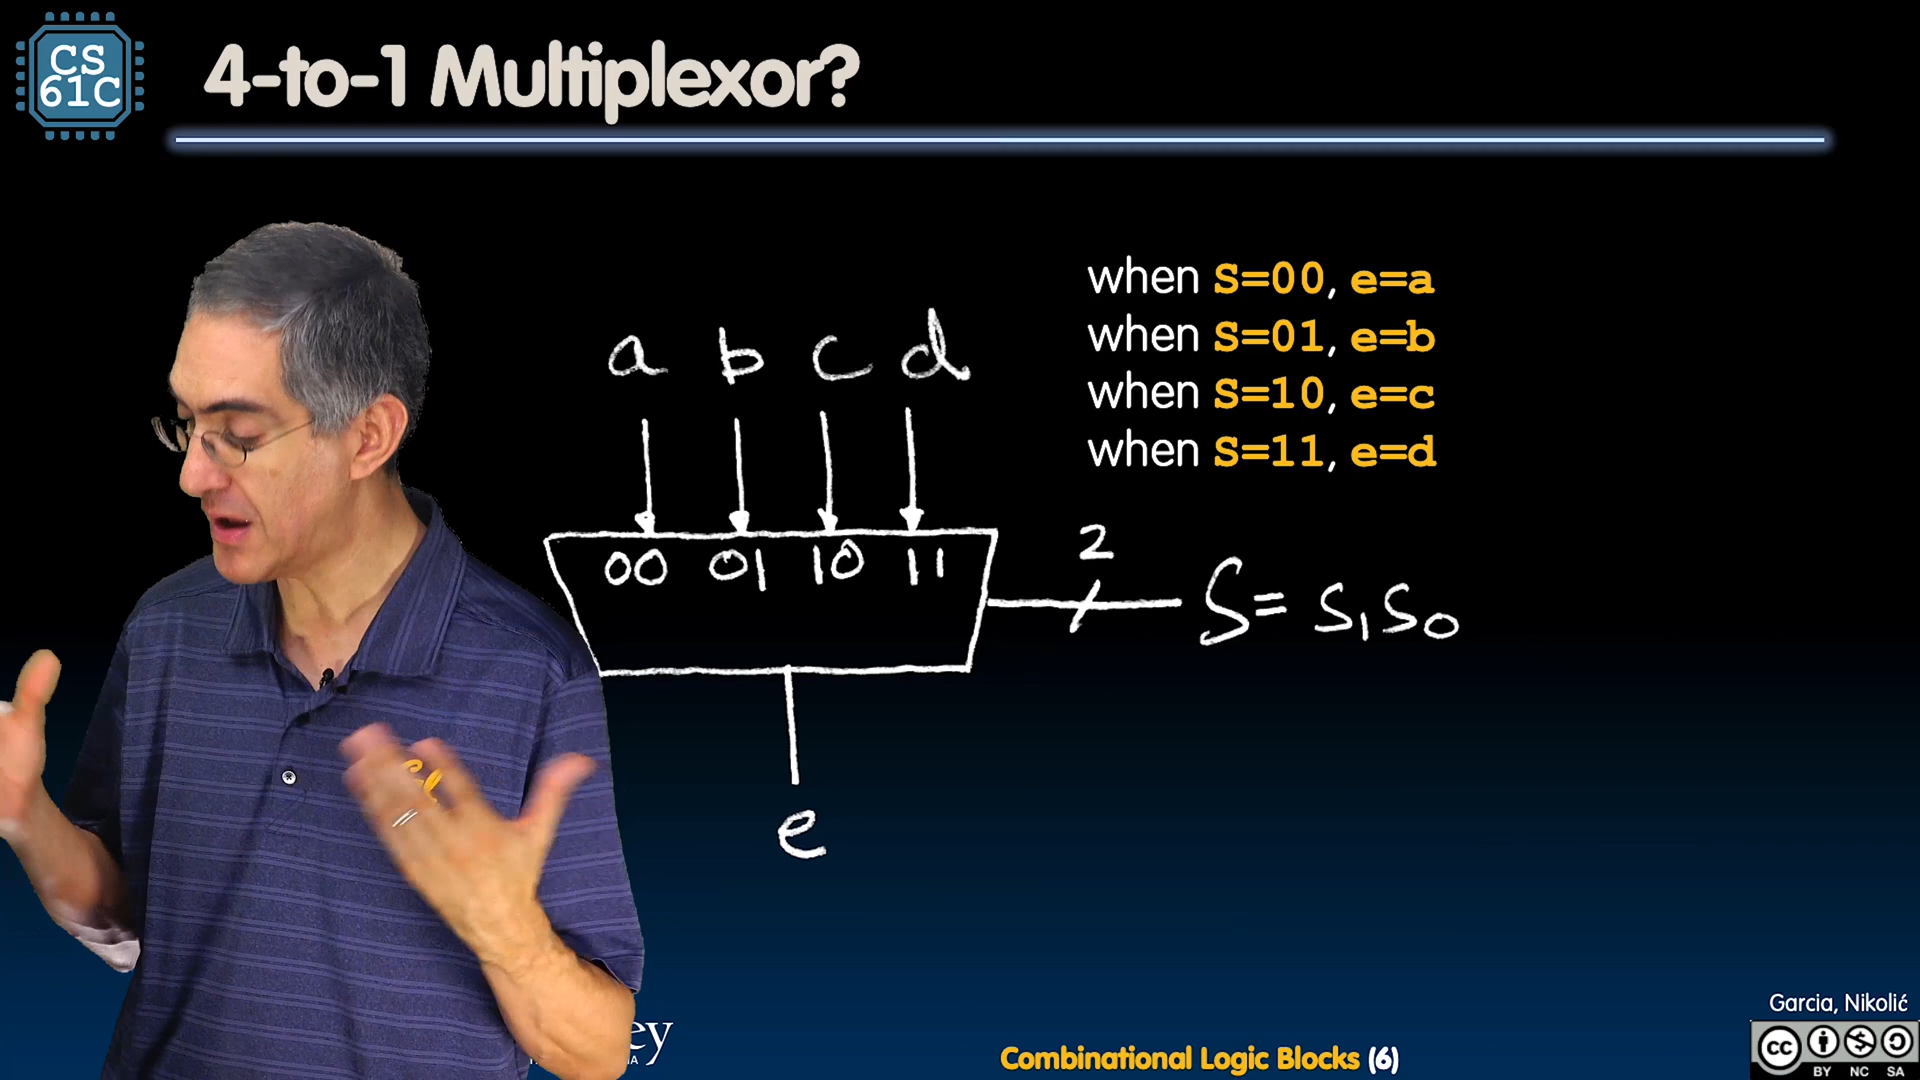 CS
61C
4-to-1 Multiplexor?
when S=00, e=a
when S=01, e=b
when S=10, e=c
when S=11, e=d
a b c d
00 01 10 11
2
S= S₁S₀
e
Garcia, Nikolić
Combinational Logic Blocks (6)
cc
BY NC SA